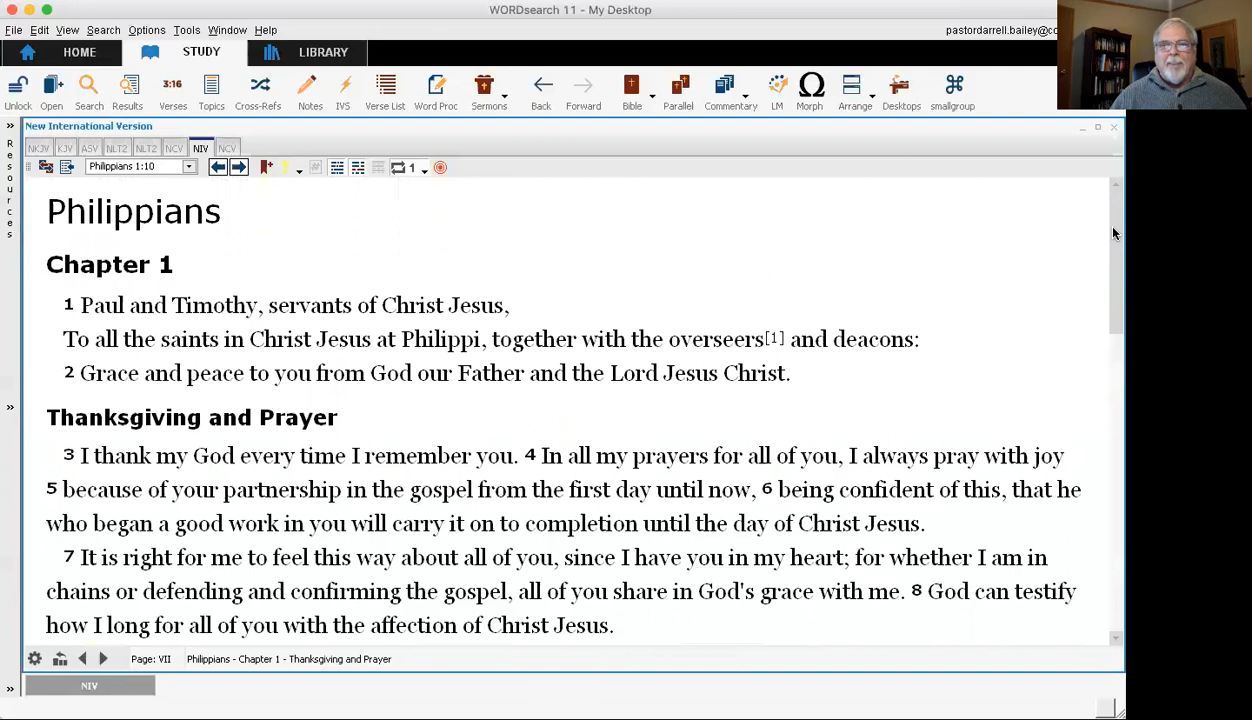 WORDsearch 11 - My Desktop
File Edit View Search Options Tools Window Help
pastordarrell.bailey@co
HOME STUDY LIBRARY
Unlock Open Search Results 3:16 Verses Topics Cross-Refs Notes IVS Verse List Word Proc Sermons Back Forward Bible Parallel Commentary LM Morph Arrange Desktops smallgroup
» New International Version
Resources
NKJV KJV ASV NLT2 NLT2 NCV NIV NCV
Philippians 1:10 # 1
Philippians
Chapter 1
1 Paul and Timothy, servants of Christ Jesus,
To all the saints in Christ Jesus at Philippi, together with the overseers[1] and deacons:
2 Grace and peace to you from God our Father and the Lord Jesus Christ.
Thanksgiving and Prayer
3 I thank my God every time I remember you. 4 In all my prayers for all of you, I always pray with joy
5 because of your partnership in the gospel from the first day until now, 6 being confident of this, that he
who began a good work in you will carry it on to completion until the day of Christ Jesus.
7 It is right for me to feel this way about all of you, since I have you in my heart; for whether I am in
chains or defending and confirming the gospel, all of you share in God's grace with me. 8 God can testify
how I long for all of you with the affection of Christ Jesus.
Page: VII Philippians - Chapter 1 - Thanksgiving and Prayer
» NIV